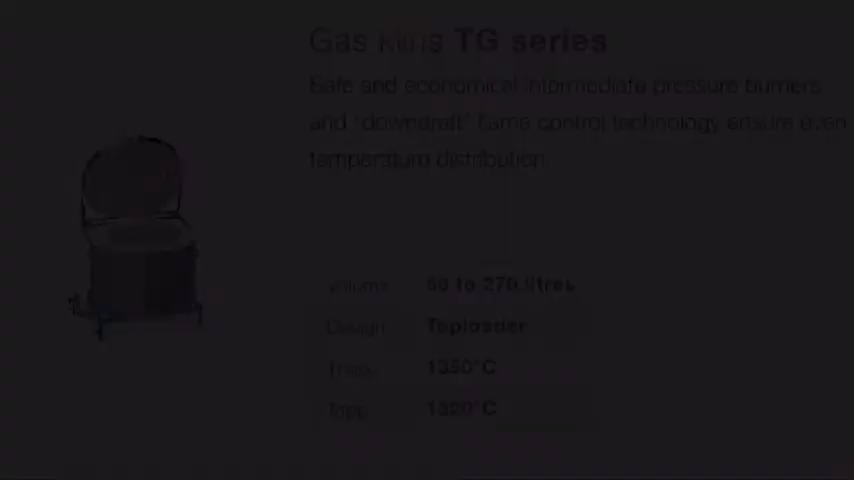 Gas kilns TG series
Safe and economical intermediate pressure burners
and "downdraft" flame control technology ensure even
temperature distribution.
Volume 60 to 270 litres
Design Toploader
Tmax 1350°C
1320°C